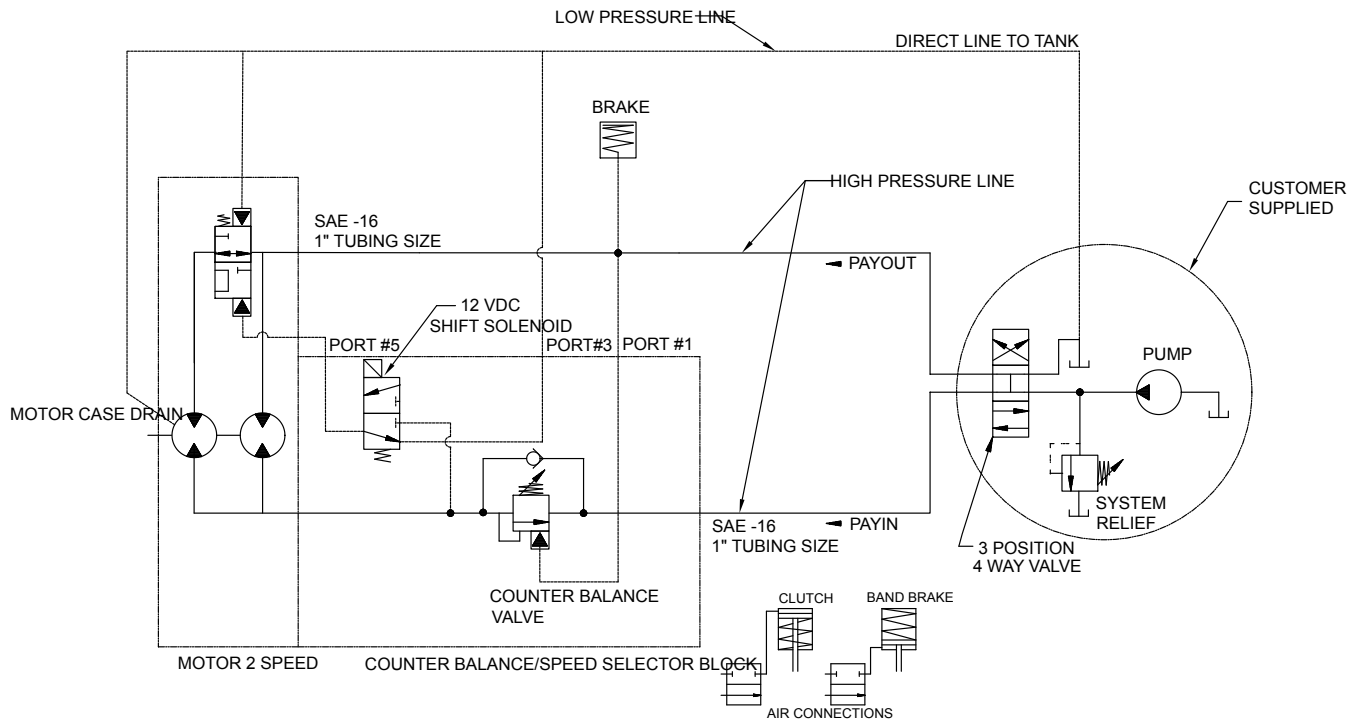 LOW PRESSURE LINE
DIRECT LINE TO TANK
BRAKE
HIGH PRESSURE LINE
CUSTOMER
SUPPLIED
SAE -16
1" TUBING SIZE
PAYOUT
12 VDC
SHIFT SOLENOID
PORT #5
PORT#3
PORT #1
PUMP
MOTOR CASE DRAIN
SYSTEM
RELIEF
SAE -16
1" TUBING SIZE
PAYIN
3 POSITION
4 WAY VALVE
COUNTER BALANCE
VALVE
CLUTCH
BAND BRAKE
MOTOR 2 SPEED
COUNTER BALANCE/SPEED SELECTOR BLOCK
AIR CONNECTIONS